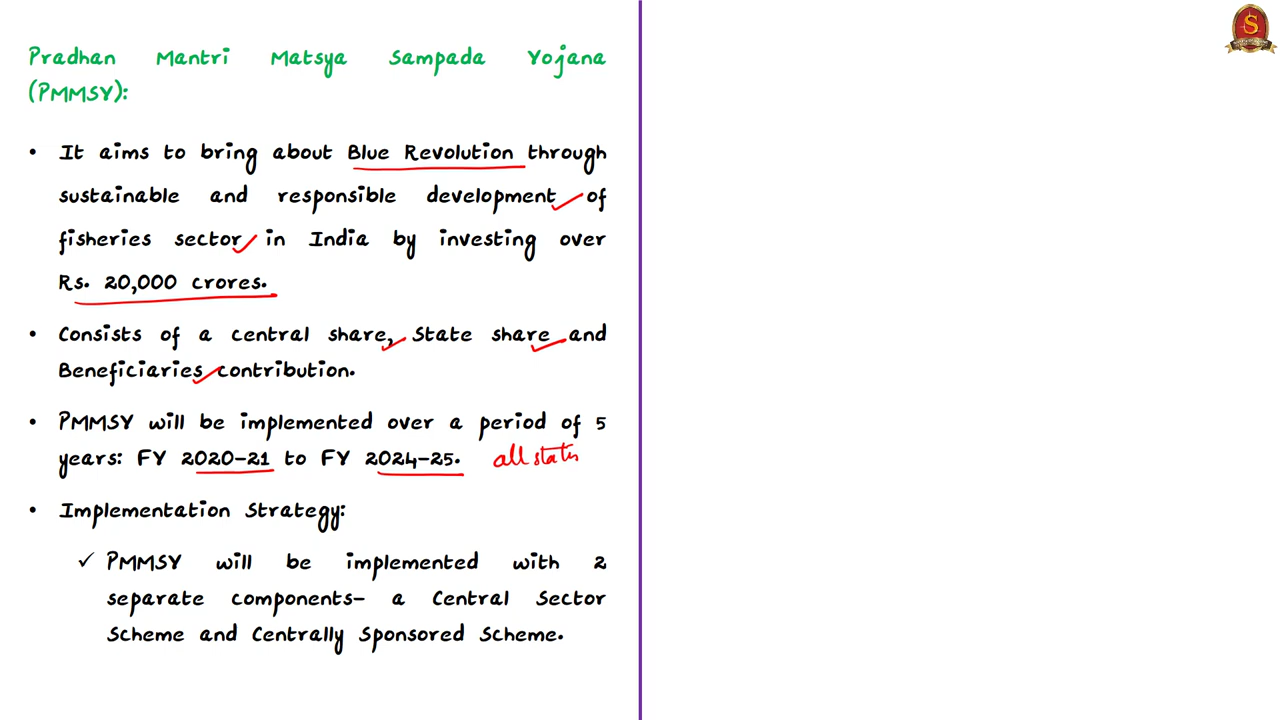 Pradhan Mantri Matsya Sampada Yojana
(PMMSY):
• It aims to bring about Blue Revolution through
sustainable and responsible development of
fisheries sector in India by investing over
Rs. 20,000 crores.
• Consists of a central share, State share and
Beneficiaries contribution.
• PMMSY will be implemented over a period of 5
years: FY 2020-21 to FY 2024-25. all states
• Implementation Strategy:
✓ PMMSY will be implemented with 2
separate components- a Central Sector
Scheme and Centrally Sponsored Scheme.
S